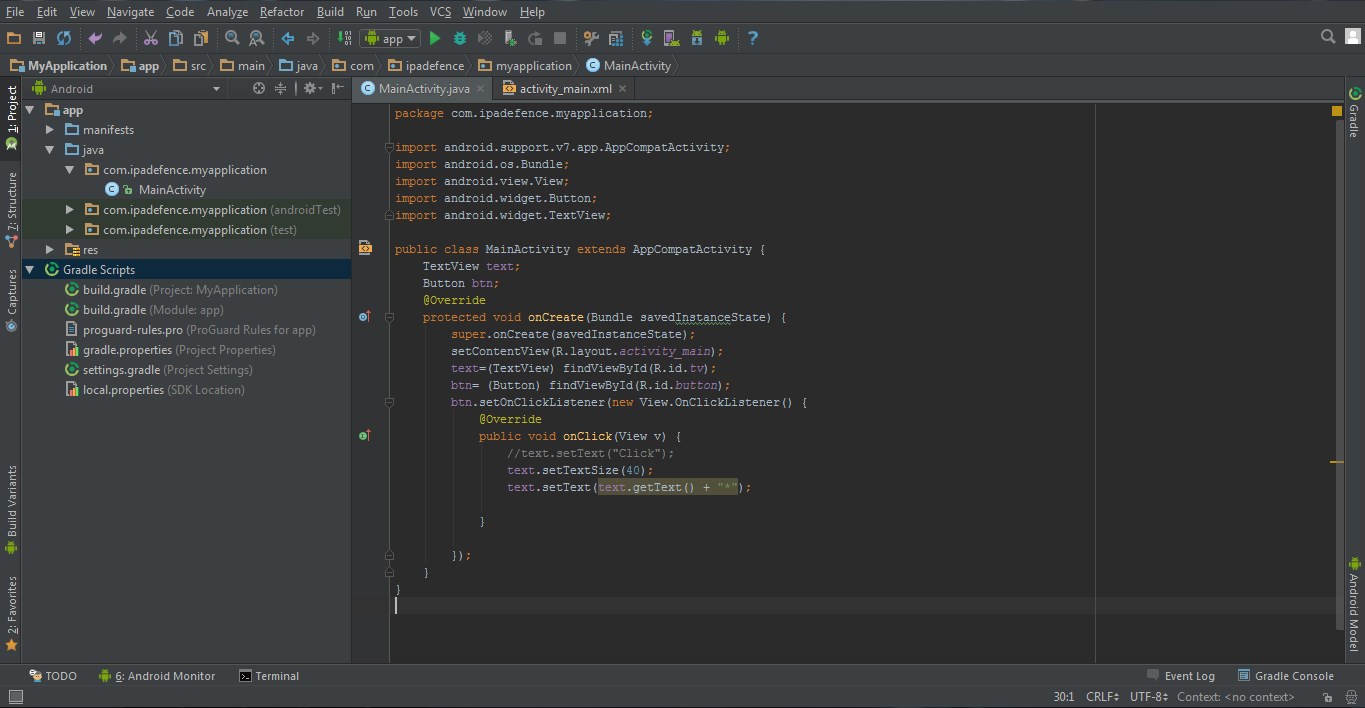 File Edit View Navigate Code Analyze Refactor Build Run Tools VCS Window Help
app
MyApplication app src main java com ipadefence myapplication MainActivity
1: Project
7: Structure
Captures
Build Variants
2: Favorites
Android
app
manifests
java
com.ipadefence.myapplication
MainActivity
com.ipadefence.myapplication (androidTest)
com.ipadefence.myapplication (test)
res
Gradle Scripts
build.gradle (Project: MyApplication)
build.gradle (Module: app)
proguard-rules.pro (ProGuard Rules for app)
gradle.properties (Project Properties)
settings.gradle (Project Settings)
local.properties (SDK Location)
MainActivity.java activity_main.xml
package com.ipadefence.myapplication;
import android.support.v7.app.AppCompatActivity;
import android.os.Bundle;
import android.view.View;
import android.widget.Button;
import android.widget.TextView;
public class MainActivity extends AppCompatActivity {
TextView text;
Button btn;
@Override
protected void onCreate(Bundle savedInstanceState) {
super.onCreate(savedInstanceState);
setContentView(R.layout.activity_main);
text=(TextView) findViewById(R.id.tv);
btn= (Button) findViewById(R.id.button);
btn.setOnClickListener(new View.OnClickListener() {
@Override
public void onClick(View v) {
//text.setText("Click");
text.setTextSize(40);
text.setText(text.getText() + "*");
}
});
}
}
Gradle
Android Model
TODO 6: Android Monitor Terminal Event Log Gradle Console
30:1 CRLF UTF-8 Context: <no context>